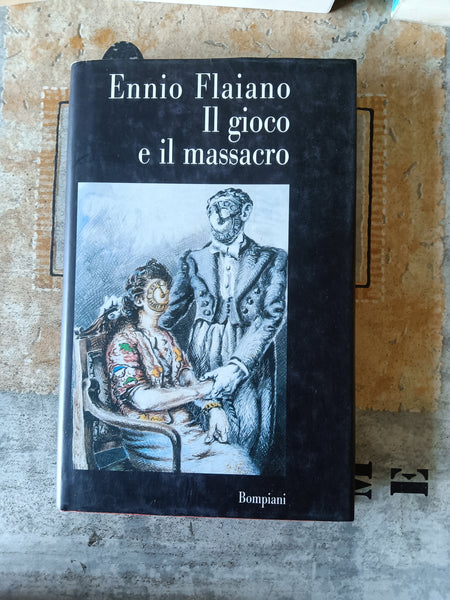 Ennio Flaiano
Il gioco
e il massacro
Bompiani
M
E